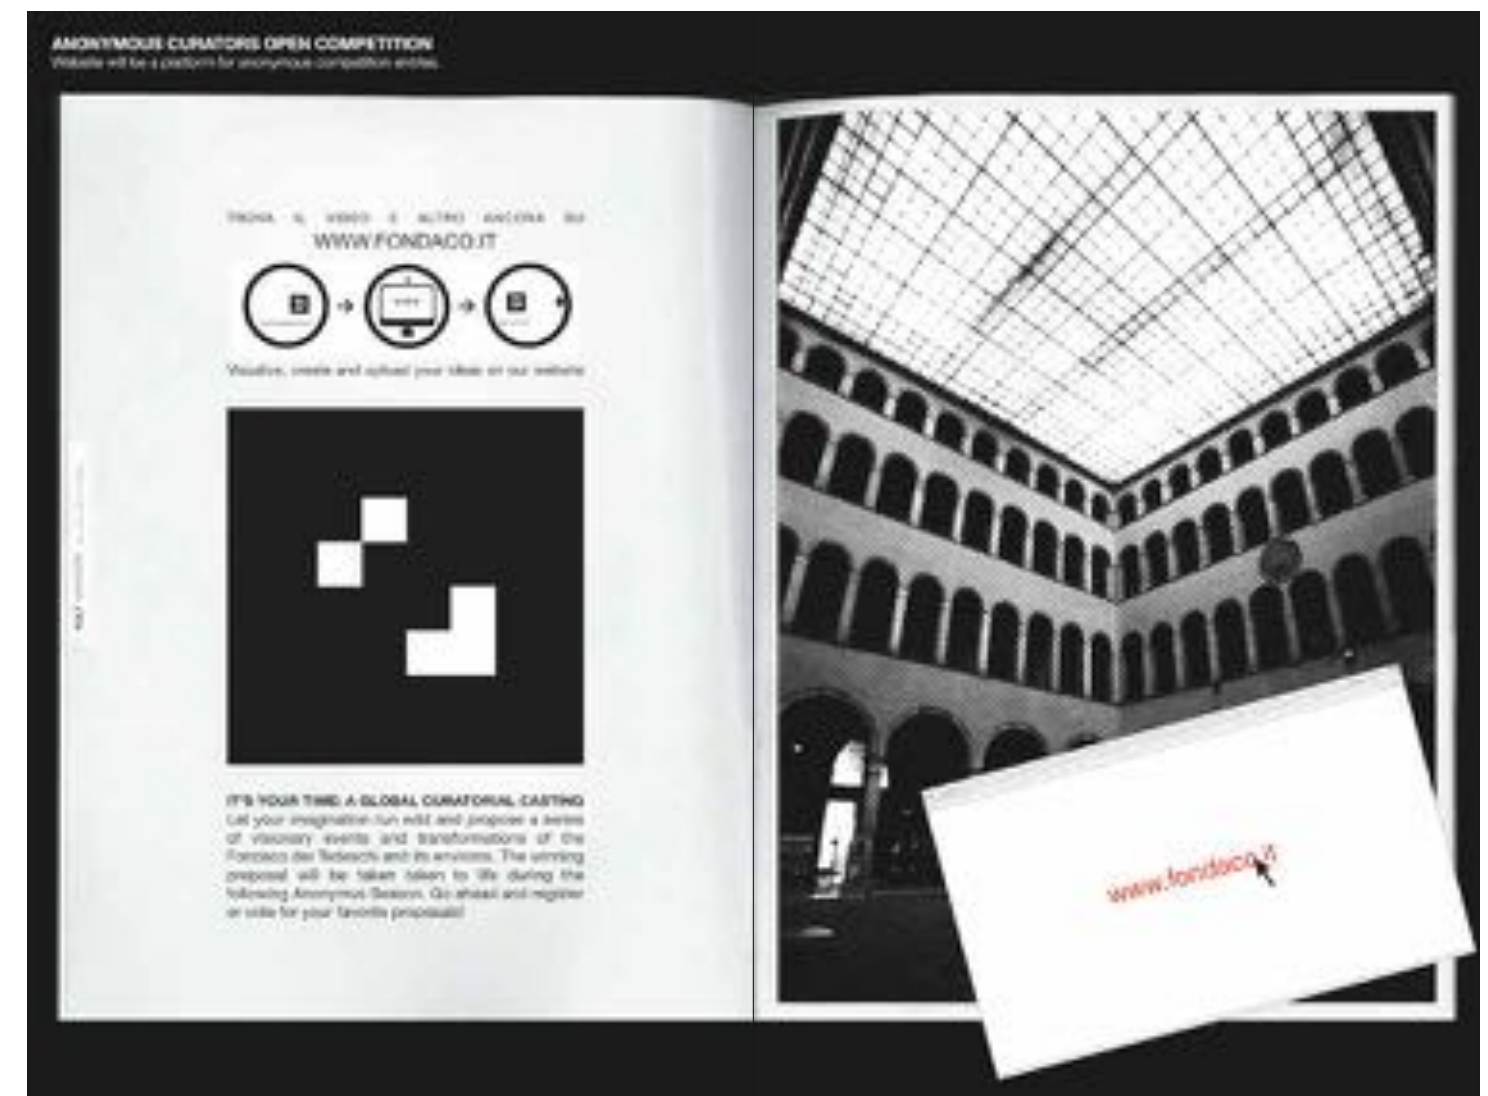 ANONYMOUS CURATORS OPEN COMPETITION
Website will be a platform for anonymous competition entries.
TROVA IL VIDEO E ALTRO ANCORA SU
WWW.FONDACO.IT
Visualize, create and upload your ideas on our website
IT'S YOUR TIME: A GLOBAL CURATORIAL CASTING
Let your imagination run wild and propose a series
of visionary events and transformations of the
Fondaco dei Tedeschi and its environs. The winning
proposal will be taken taken to life during the
following Anonymus Season. Go ahead and register
or vote for your favorite proposals!
www.fondaco.it